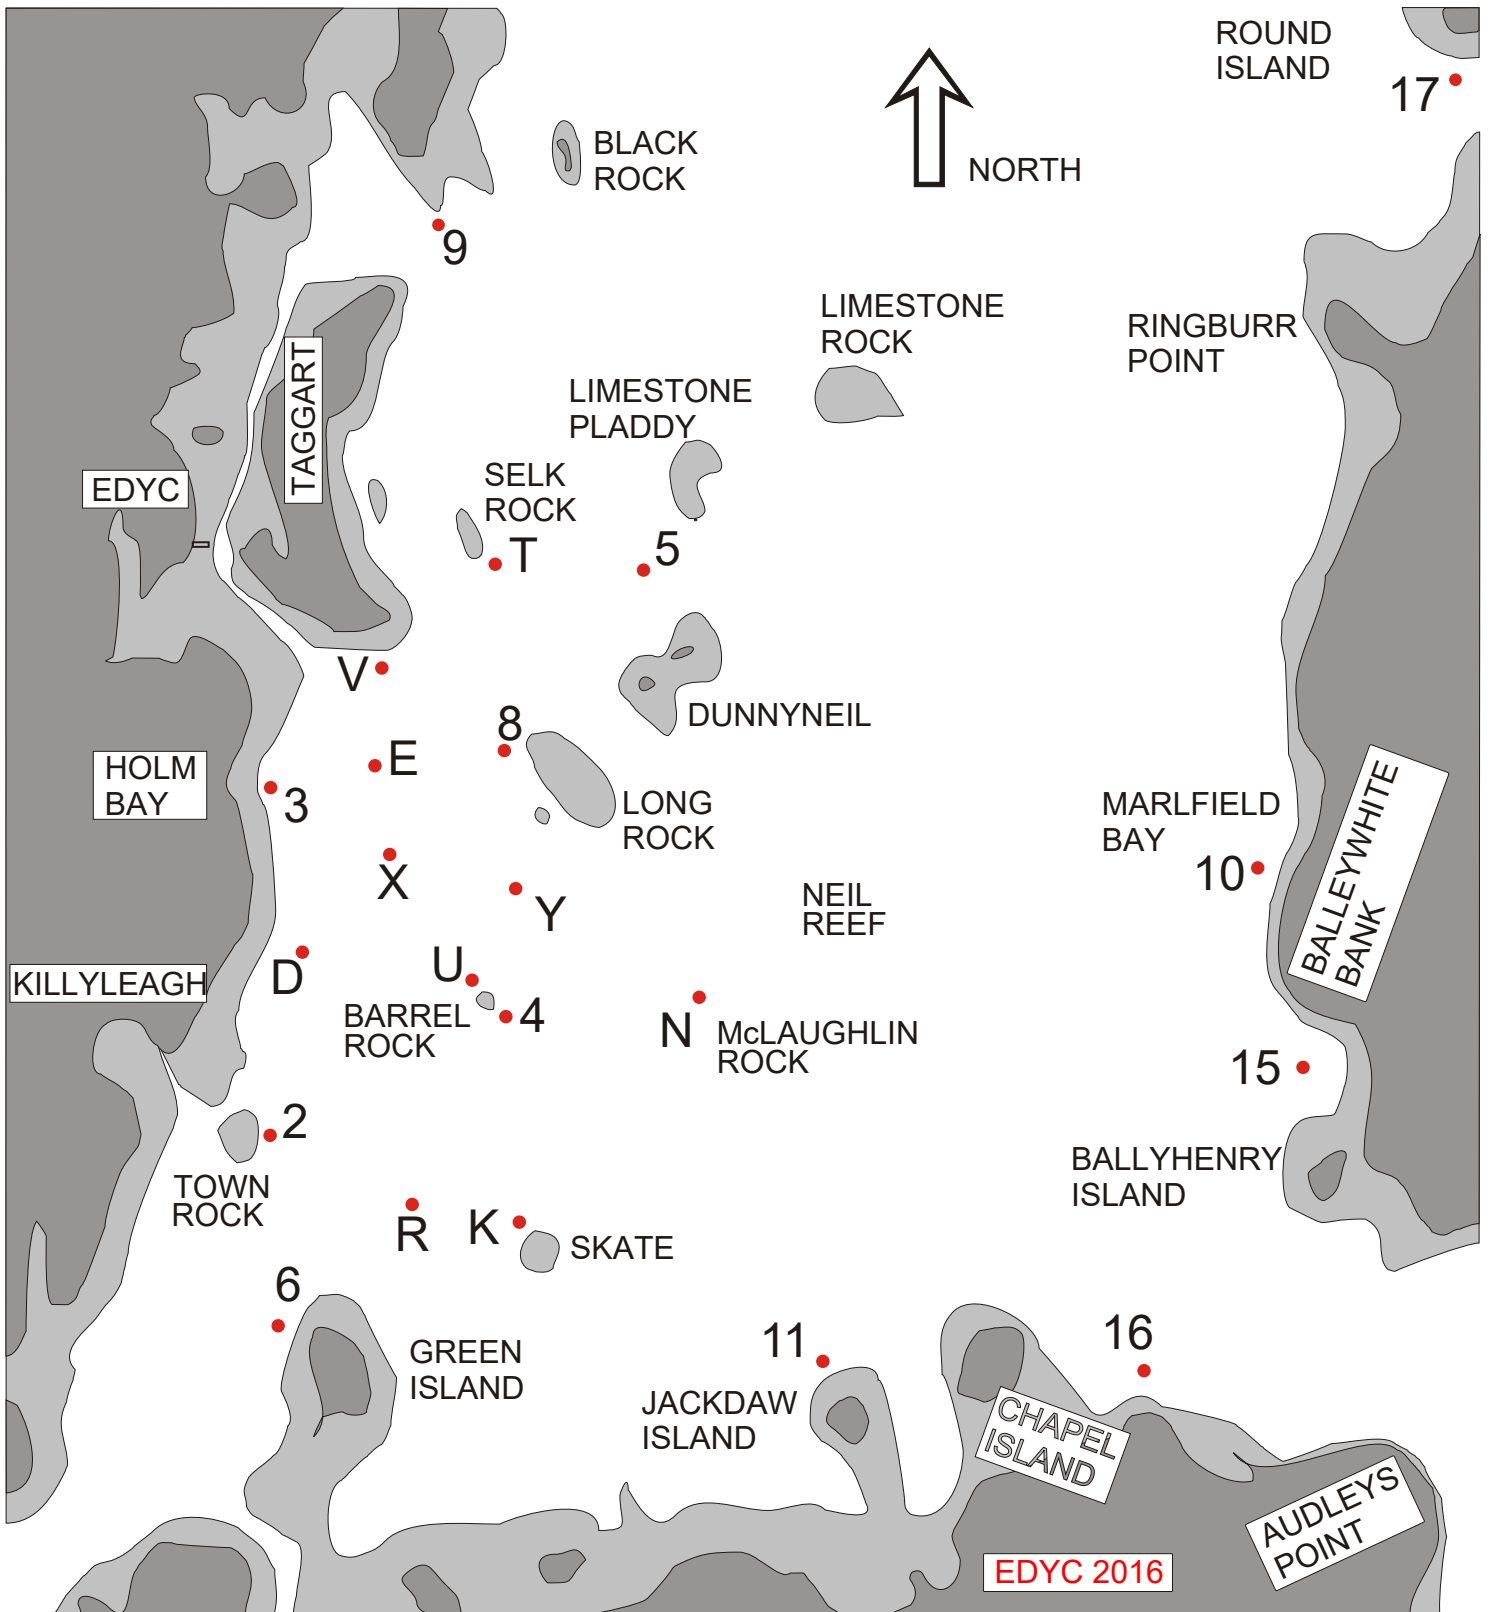 ROUND
ISLAND
17
BLACK
ROCK
NORTH
9
LIMESTONE
ROCK
RINGBURR
POINT
TAGGART
LIMESTONE
PLADDY
EDYC
SELK
ROCK
T
5
V
DUNNYNEIL
8
E
HOLM
BAY
3
LONG
ROCK
MARLFIELD
BAY
BALLEYWHITE
BANK
10
X
Y
NEIL
REEF
D
U
KILLYLEAGH
BARREL
ROCK
4
N
McLAUGHLIN
ROCK
15
2
BALLYHENRY
ISLAND
TOWN
ROCK
R
K
SKATE
6
GREEN
ISLAND
11
16
JACKDAW
ISLAND
CHAPEL
ISLAND
AUDLEYS
POINT
EDYC 2016